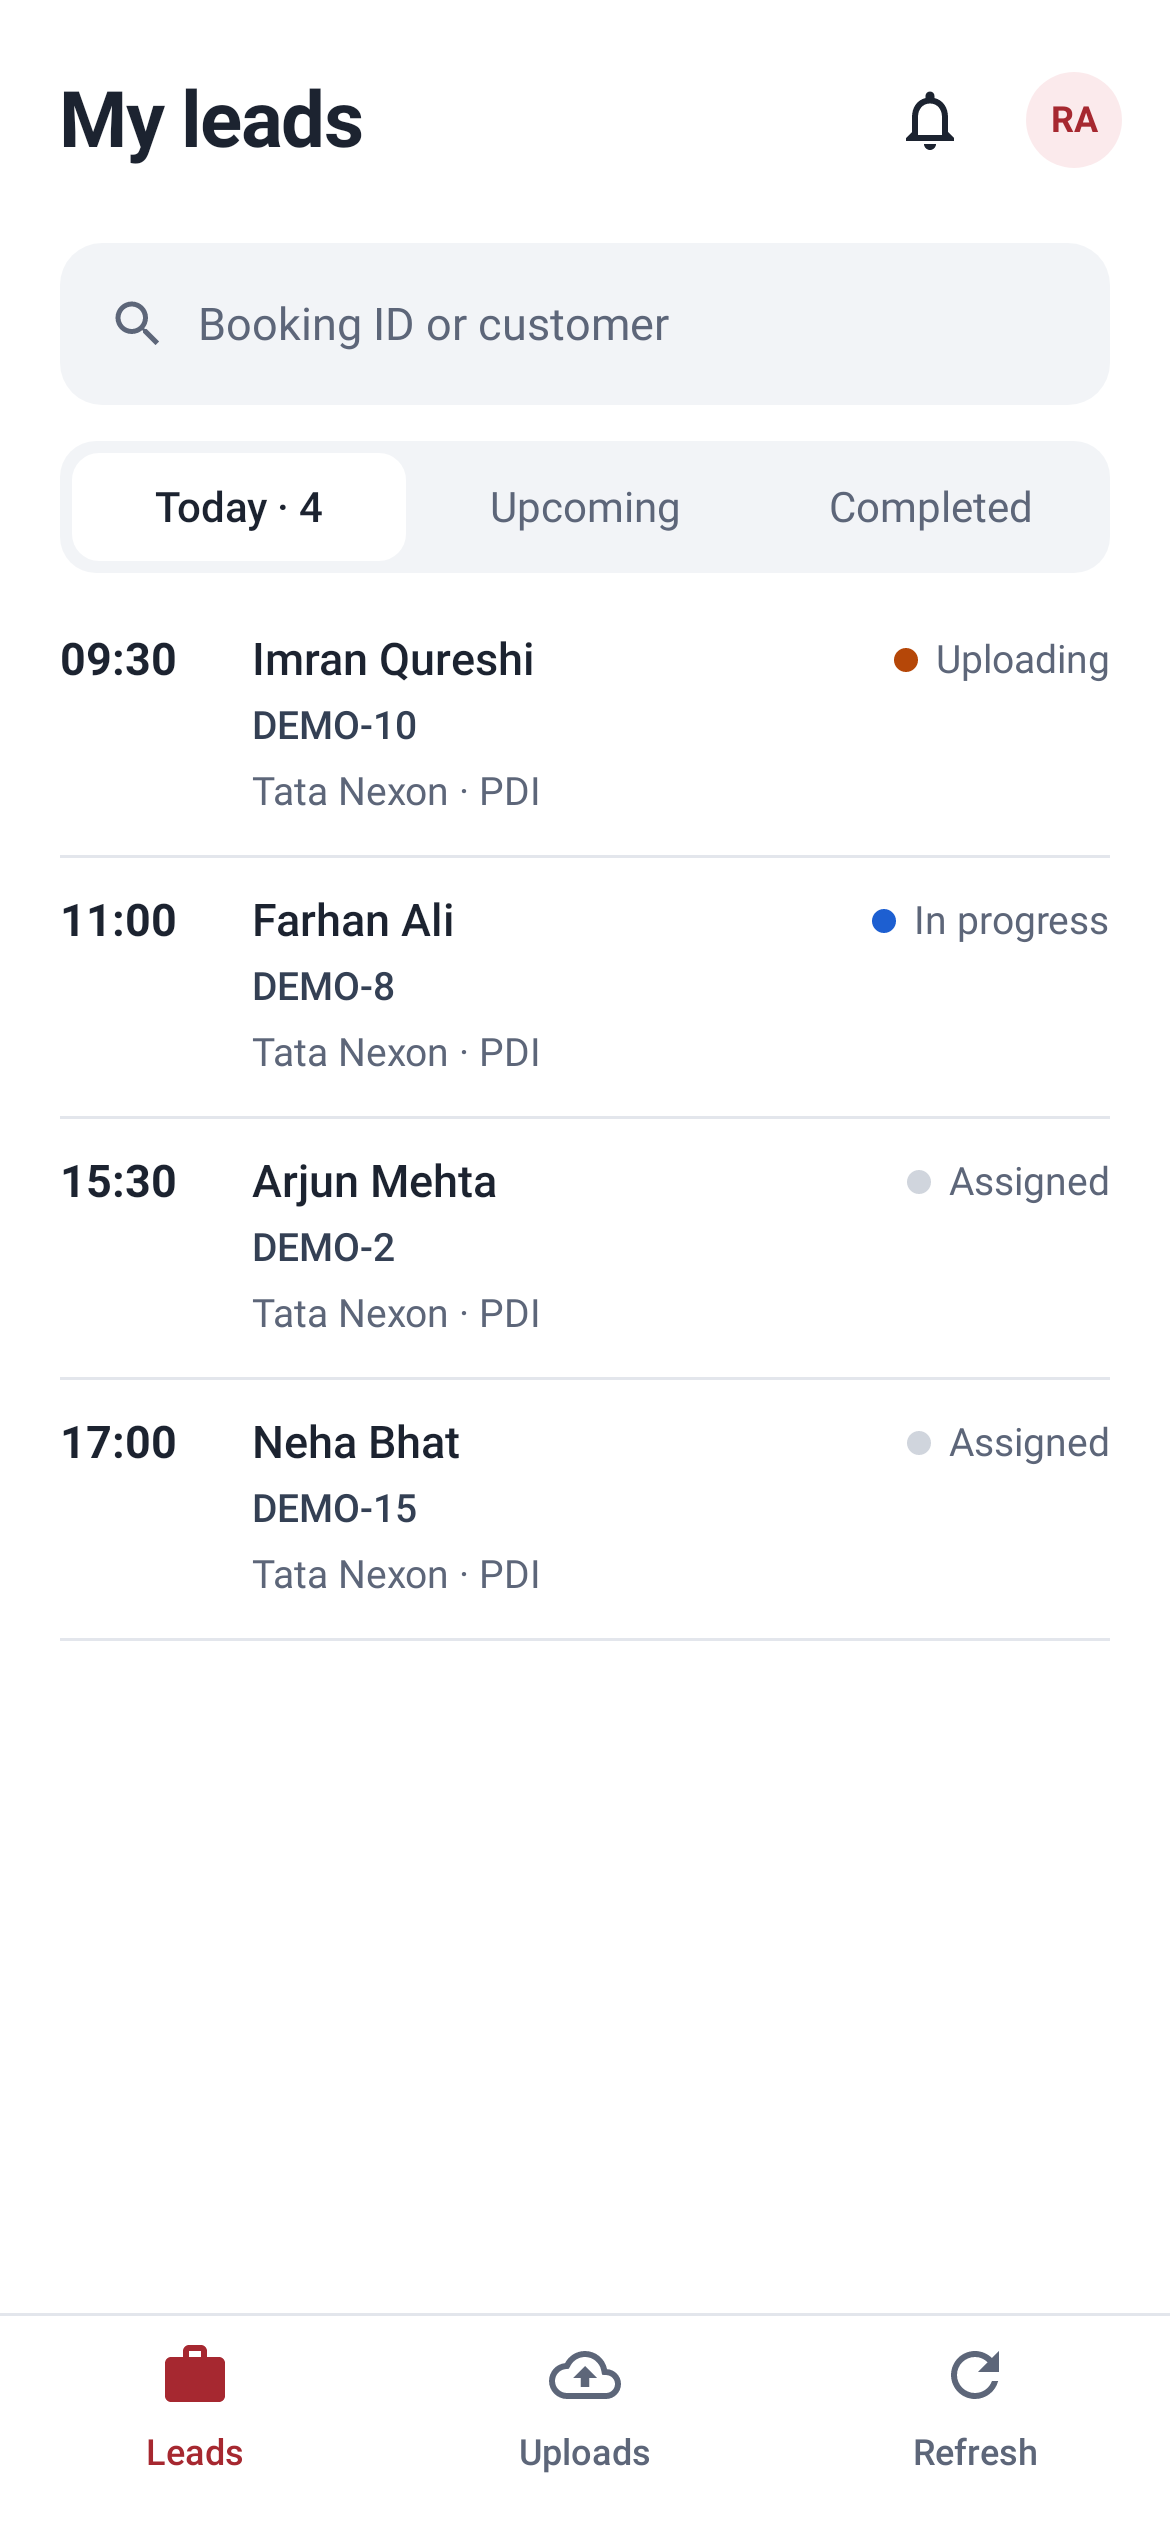 My leads
RA
Booking ID or customer
Today · 4
Upcoming
Completed
09:30
Imran Qureshi
Uploading
DEMO-10
Tata Nexon · PDI
11:00
Farhan Ali
In progress
DEMO-8
Tata Nexon · PDI
15:30
Arjun Mehta
Assigned
DEMO-2
Tata Nexon · PDI
17:00
Neha Bhat
Assigned
DEMO-15
Tata Nexon · PDI
Leads
Uploads
Refresh